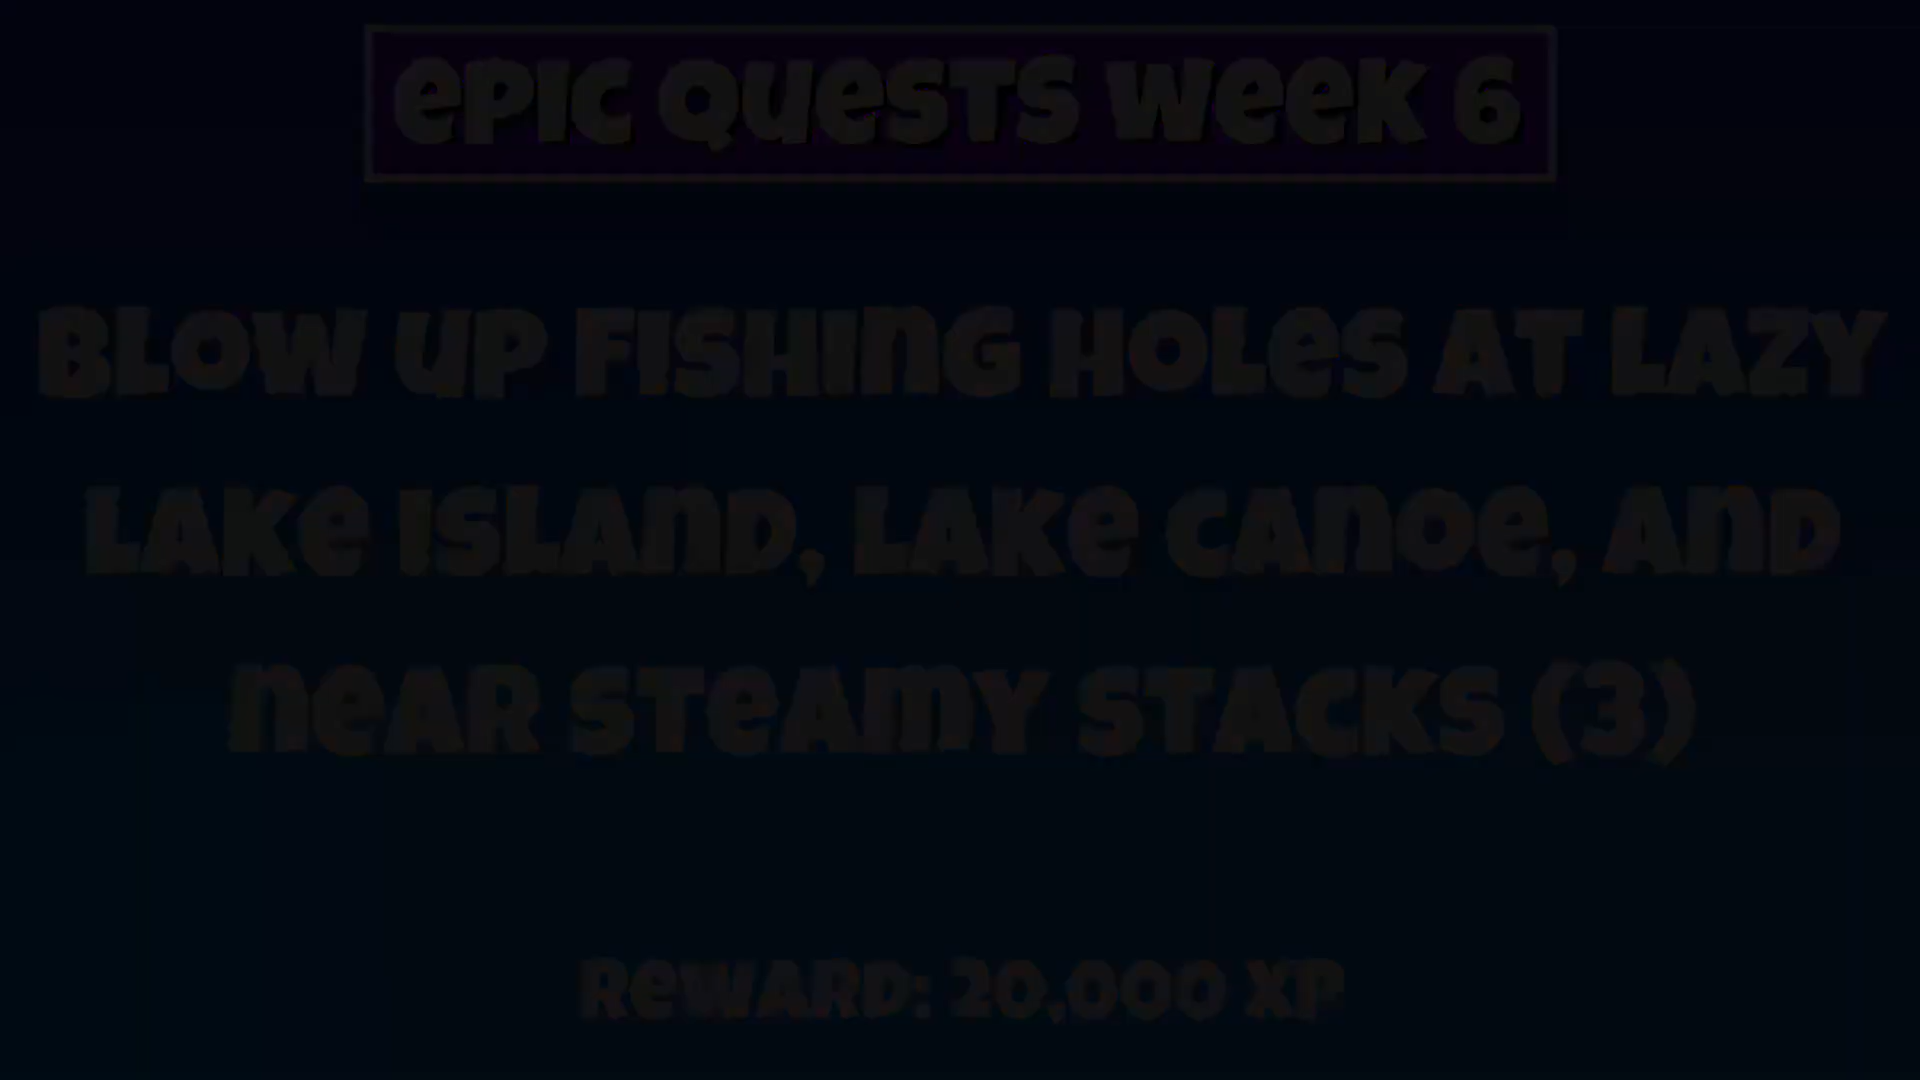 EPIC QUESTS WEEK 6
BLOW UP FISHING HOLES AT LAZY
LAKE ISLAND, LAKE CANOE, AND
NEAR STEAMY STACKS (3)
REWARD: 20,000 XP